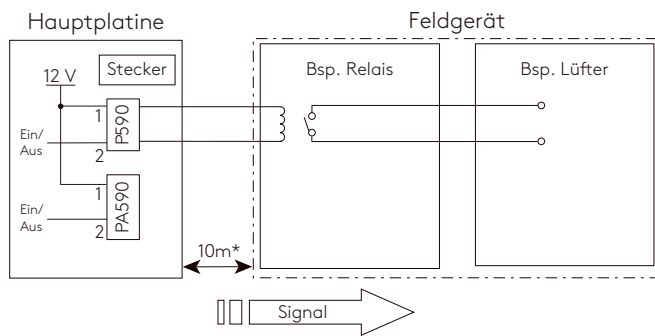 Hauptplatine
Feldgerät
Stecker
Bsp. Relais
Bsp. Lüfter
12 V
1
P590
Ein/
Aus
2
1
PA590
Ein/
Aus
2
10m*
Signal